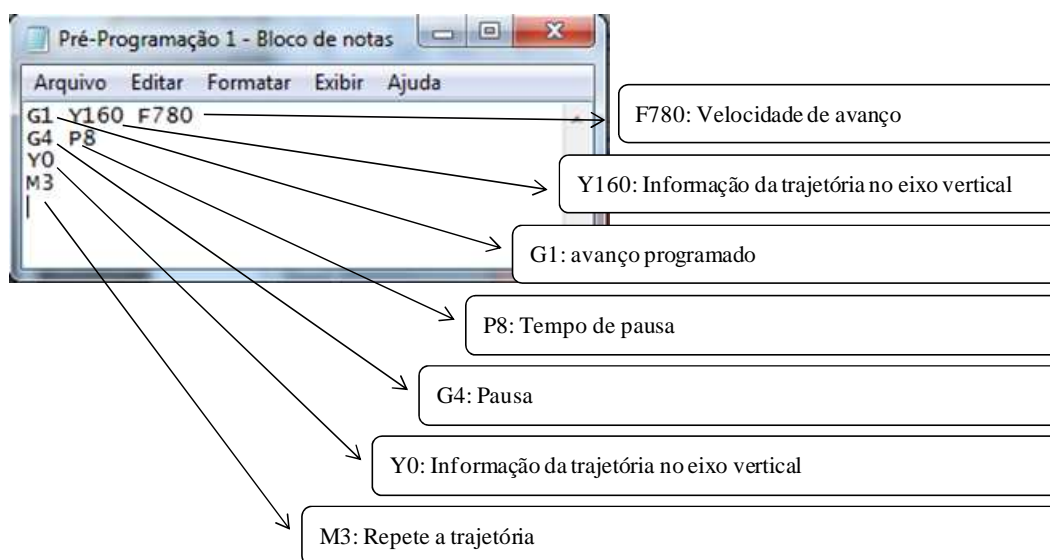 Pré-Programação 1 - Bloco de notas
Arquivo Editar Formatar Exibir Ajuda
G1 Y160 F780
G4 P8
Y0
M3
F780: Velocidade de avanço
Y160: Informação da trajetória no eixo vertical
G1: avanço programado
P8: Tempo de pausa
G4: Pausa
Y0: Informação da trajetória no eixo vertical
M3: Repete a trajetória